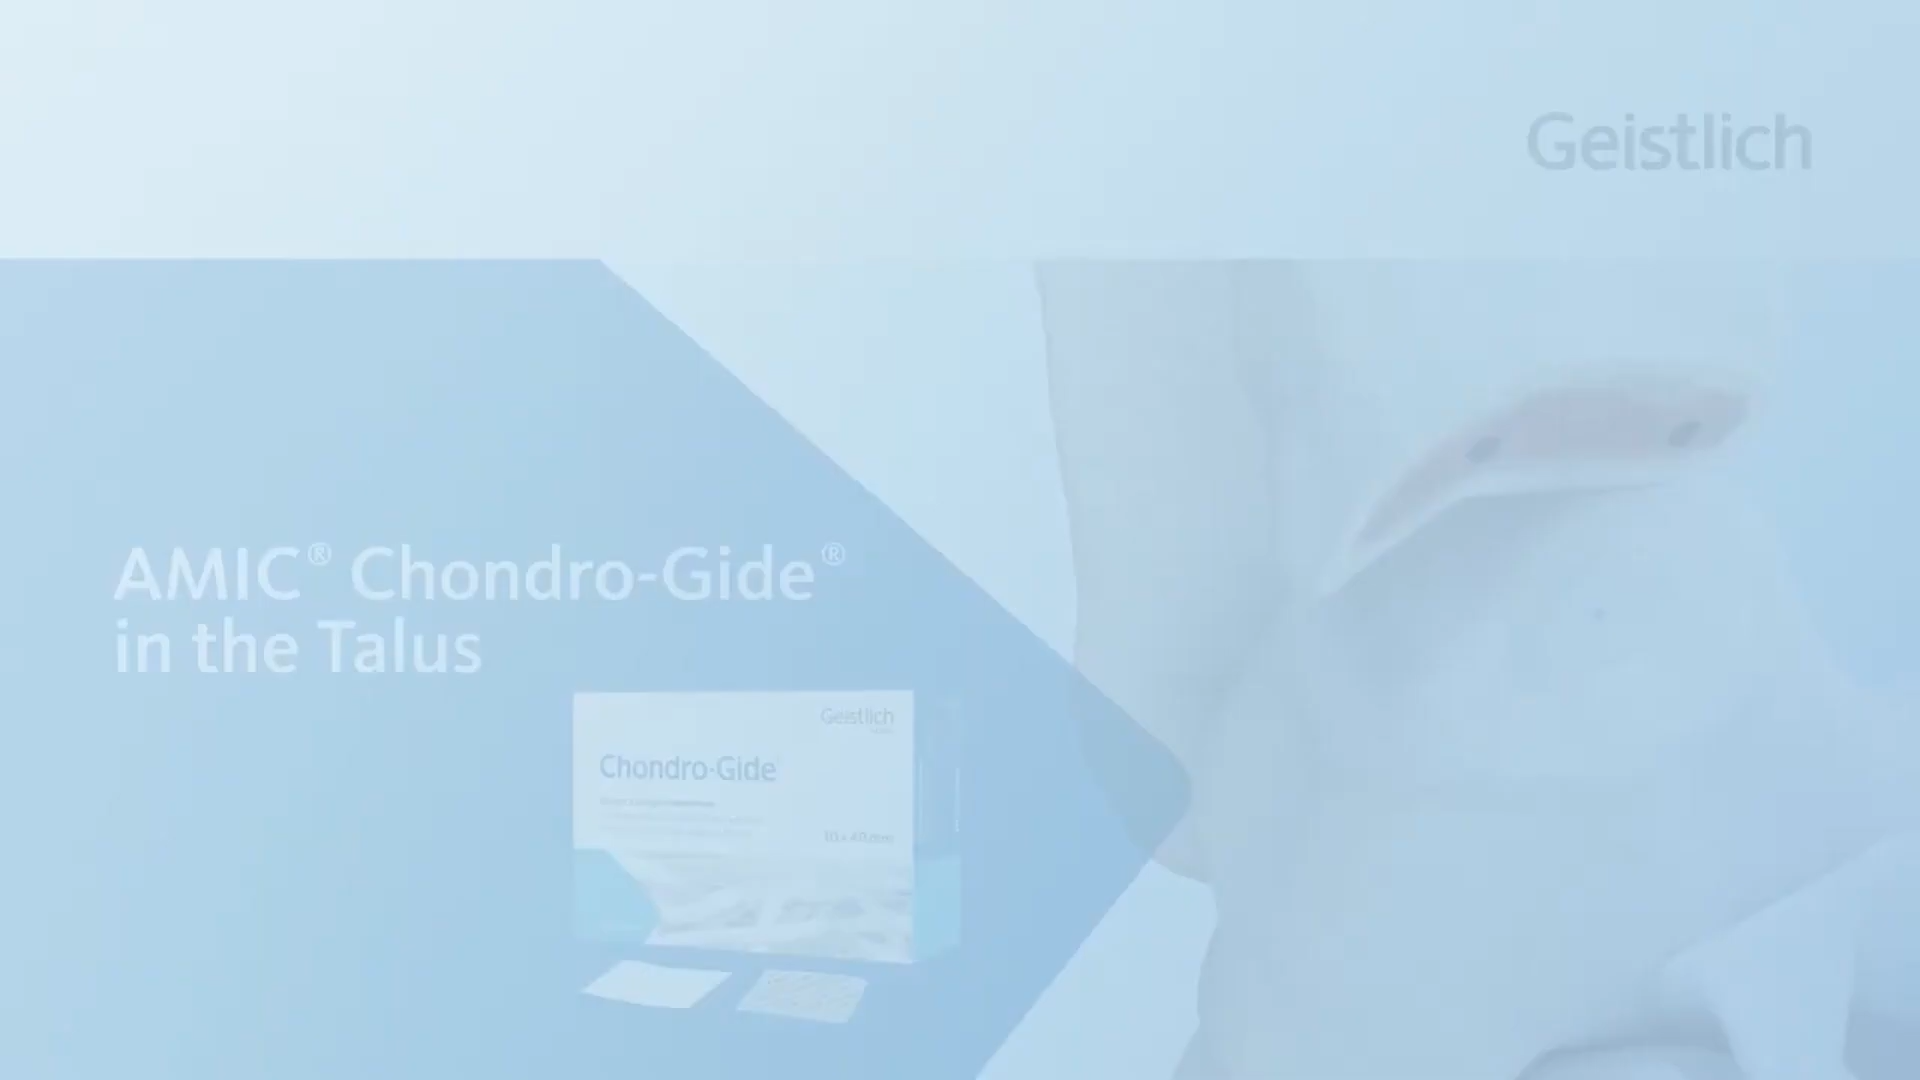 Geistlich
AMIC® Chondro-Gide®
in the Talus
Geistlich
Chondro-Gide